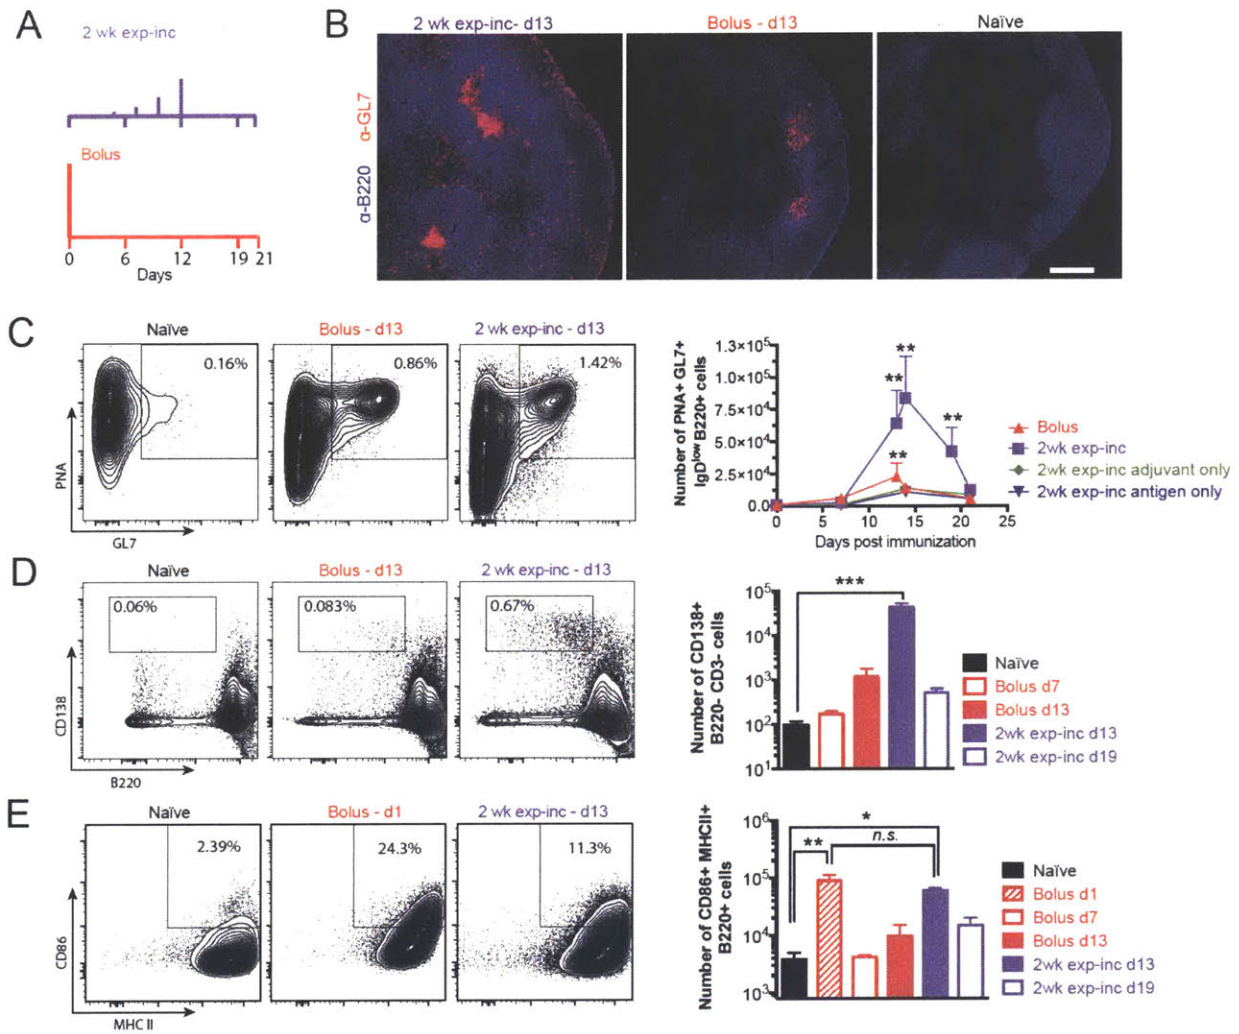 A
2 wk exp-inc
Bolus
0 6 12 19 21
Days
B
2 wk exp-inc- d13
Bolus - d13
Naïve
α-B220 α-GL7
C
Naïve
Bolus - d13
2 wk exp-inc - d13
0.16%
0.86%
1.42%
PNA
GL7
Number of PNA+ GL7+
IgDlow B220+ cells
1.3×10⁵
1.0×10⁵
7.5×10⁴
5.0×10⁴
2.5×10⁴
0.0
**
**
**
**
0 5 10 15 20 25
Days post immunization
Bolus
2wk exp-inc
2wk exp-inc adjuvant only
2wk exp-inc antigen only
D
Naïve
Bolus - d13
2 wk exp-inc - d13
0.06%
0.083%
0.67%
CD138
B220
Number of CD138+
B220- CD3- cells
10⁵
10⁴
10³
10²
10¹
***
Naïve
Bolus d7
Bolus d13
2wk exp-inc d13
2wk exp-inc d19
E
Naïve
Bolus - d1
2 wk exp-inc - d13
2.39%
24.3%
11.3%
CD86
MHC II
Number of CD86+ MHCII+
B220+ cells
10⁶
10⁵
10⁴
10³
*
** n.s.
Naïve
Bolus d1
Bolus d7
Bolus d13
2wk exp-inc d13
2wk exp-inc d19